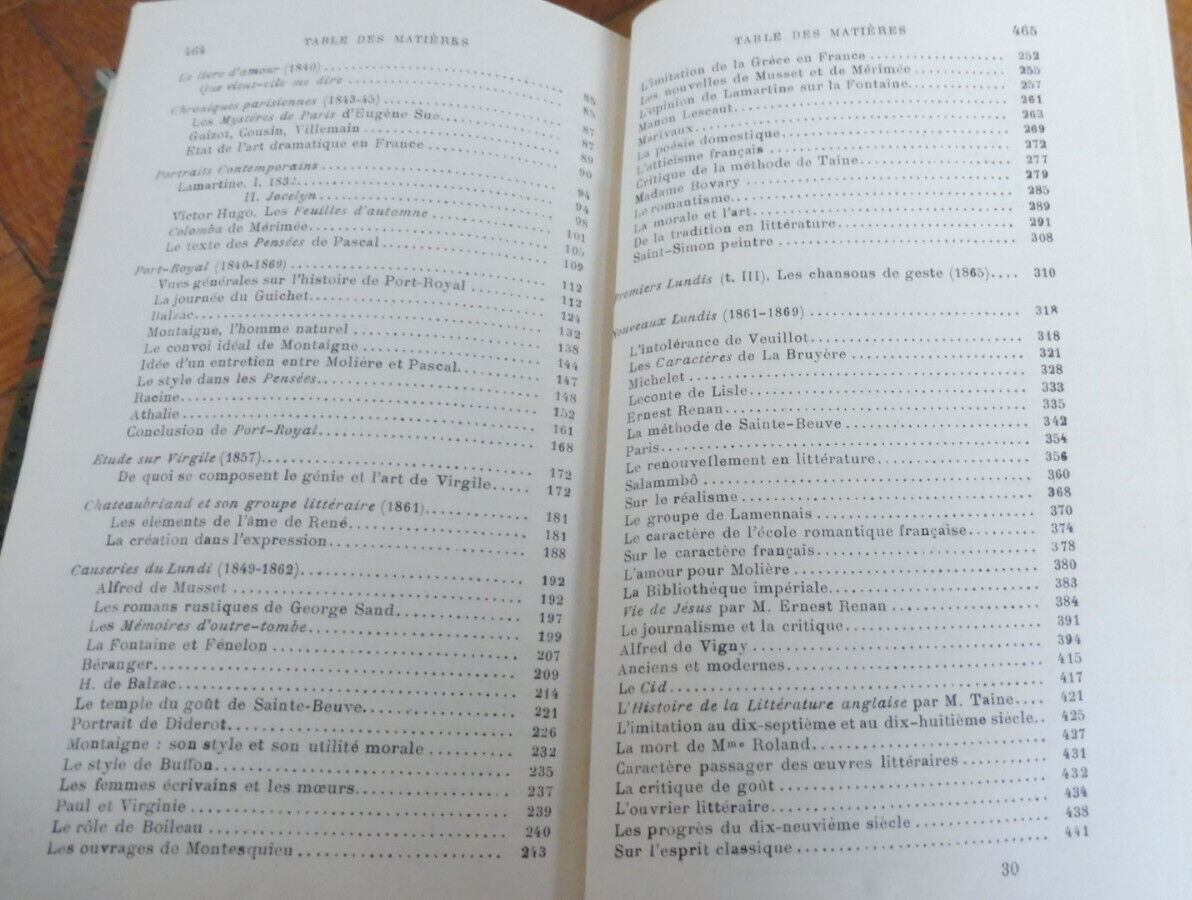 464 TABLE DES MATIÈRES
Le livre d'amour (1840) 85
Que vient-elle me dire 85
Chroniques parisiennes (1843-45) 87
Les Mystères de Paris d'Eugène Sue 87
Guizot, Cousin, Villemain 89
Etat de l'art dramatique en France 90
Portraits Contemporains 94
Lamartine. I. 1832 94
II. Jocelyn 98
Victor Hugo. Les Feuilles d'automne 101
Colomba de Mérimée 105
Le texte des Pensées de Pascal 109
Port-Royal (1840-1869) 112
Vues générales sur l'histoire de Port-Royal 112
La journée du Guichet 124
Balzac 132
Montaigne, l'homme naturel 138
Le convoi idéal de Montaigne 144
Idée d'un entretien entre Molière et Pascal 147
Le style dans les Pensées 148
Racine 152
Athalie 161
Conclusion de Port-Royal 168
Etude sur Virgile (1857) 172
De quoi se composent le génie et l'art de Virgile 172
Chateaubriand et son groupe littéraire (1861) 181
Les eléments de l'âme de René 181
La création dans l'expression 188
Causeries du Lundi (1849-1862) 192
Alfred de Musset 192
Les romans rustiques de George Sand 197
Les Mémoires d'outre-tombe 199
La Fontaine et Fénelon 207
Béranger 209
H. de Balzac 214
Le temple du goût de Sainte-Beuve 221
Portrait de Diderot 226
Montaigne : son style et son utilité morale 232
Le style de Buffon 235
Les femmes écrivains et les mœurs 237
Paul et Virginie 239
Le rôle de Boileau 240
Les ouvrages de Montesquieu 243
TABLE DES MATIÈRES 465
L'imitation de la Grèce en France 252
Les nouvelles de Musset et de Mérimée 255
L'opinion de Lamartine sur la Fontaine 257
Manon Lescaut 261
Marivaux 263
La poésie domestique 269
L'atticisme français 272
Critique de la méthode de Taine 277
Madame Bovary 279
Le romantisme 285
La morale et l'art 289
De la tradition en littérature 291
Saint-Simon peintre 308
Premiers Lundis (t. III). Les chansons de geste (1865) 310
Nouveaux Lundis (1861-1869) 318
L'intolérance de Veuillot 318
Les Caractères de La Bruyère 321
Michelet 328
Leconte de Lisle 333
Ernest Renan 335
La méthode de Sainte-Beuve 342
Paris 354
Le renouvellement en littérature 356
Salammbô 360
Sur le réalisme 368
Le groupe de Lamennais 370
Le caractère de l'école romantique française 374
Sur le caractère français 378
L'amour pour Molière 380
La Bibliothèque impériale 383
Vie de Jésus par M. Ernest Renan 384
Le journalisme et la critique 391
Alfred de Vigny 394
Anciens et modernes 415
Le Cid 417
L'Histoire de la Littérature anglaise par M. Taine 421
L'imitation au dix-septième et au dix-huitième siècle 425
La mort de Mme Roland 427
Caractère passager des œuvres littéraires 431
La critique de goût 432
L'ouvrier littéraire 434
Les progrès du dix-neuvième siècle 438
Sur l'esprit classique 441
30